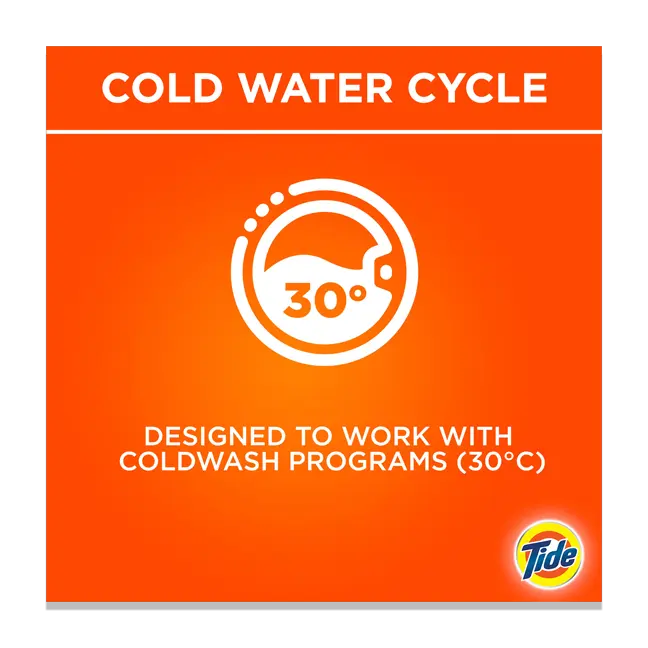 COLD WATER CYCLE
30°
DESIGNED TO WORK WITH
COLDWASH PROGRAMS (30°C)
Tide